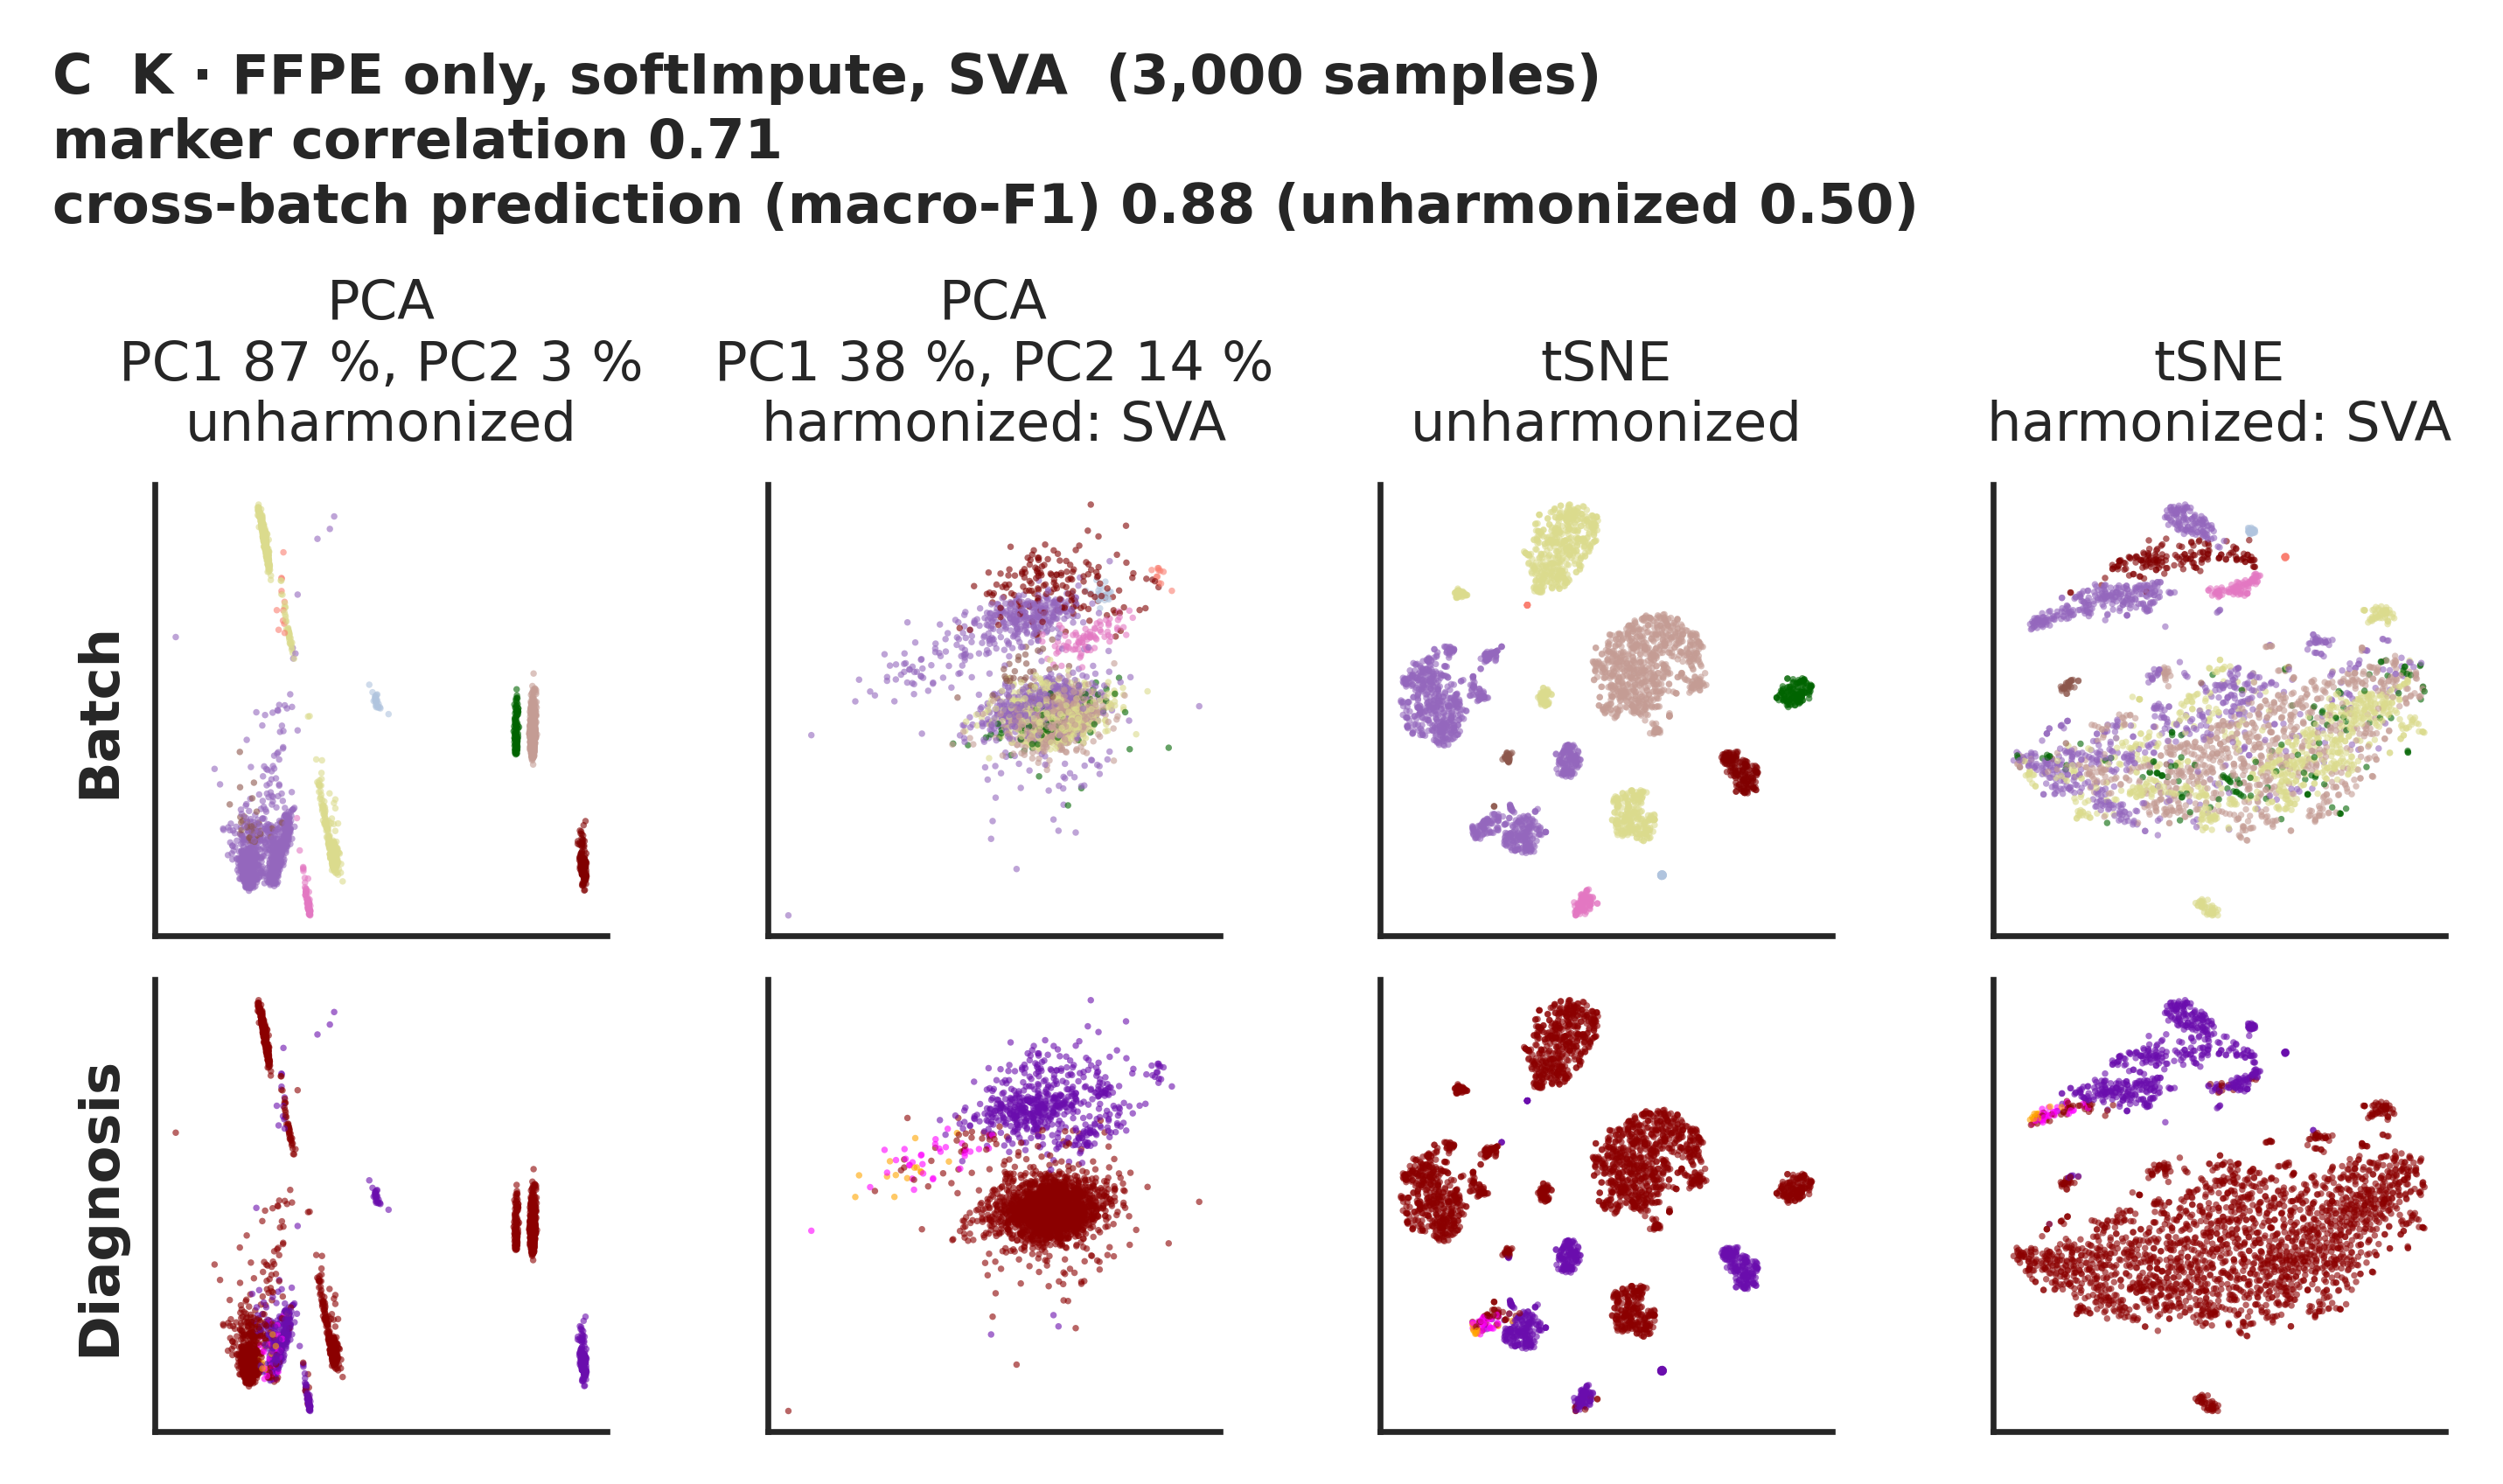 C  K · FFPE only, softImpute, SVA  (3,000 samples)
marker correlation 0.71
cross-batch prediction (macro-F1) 0.88 (unharmonized 0.50)
PCA
PC1 87 %, PC2 3 %
unharmonized
PCA
PC1 38 %, PC2 14 %
harmonized: SVA
tSNE
unharmonized
tSNE
harmonized: SVA
Batch
Diagnosis